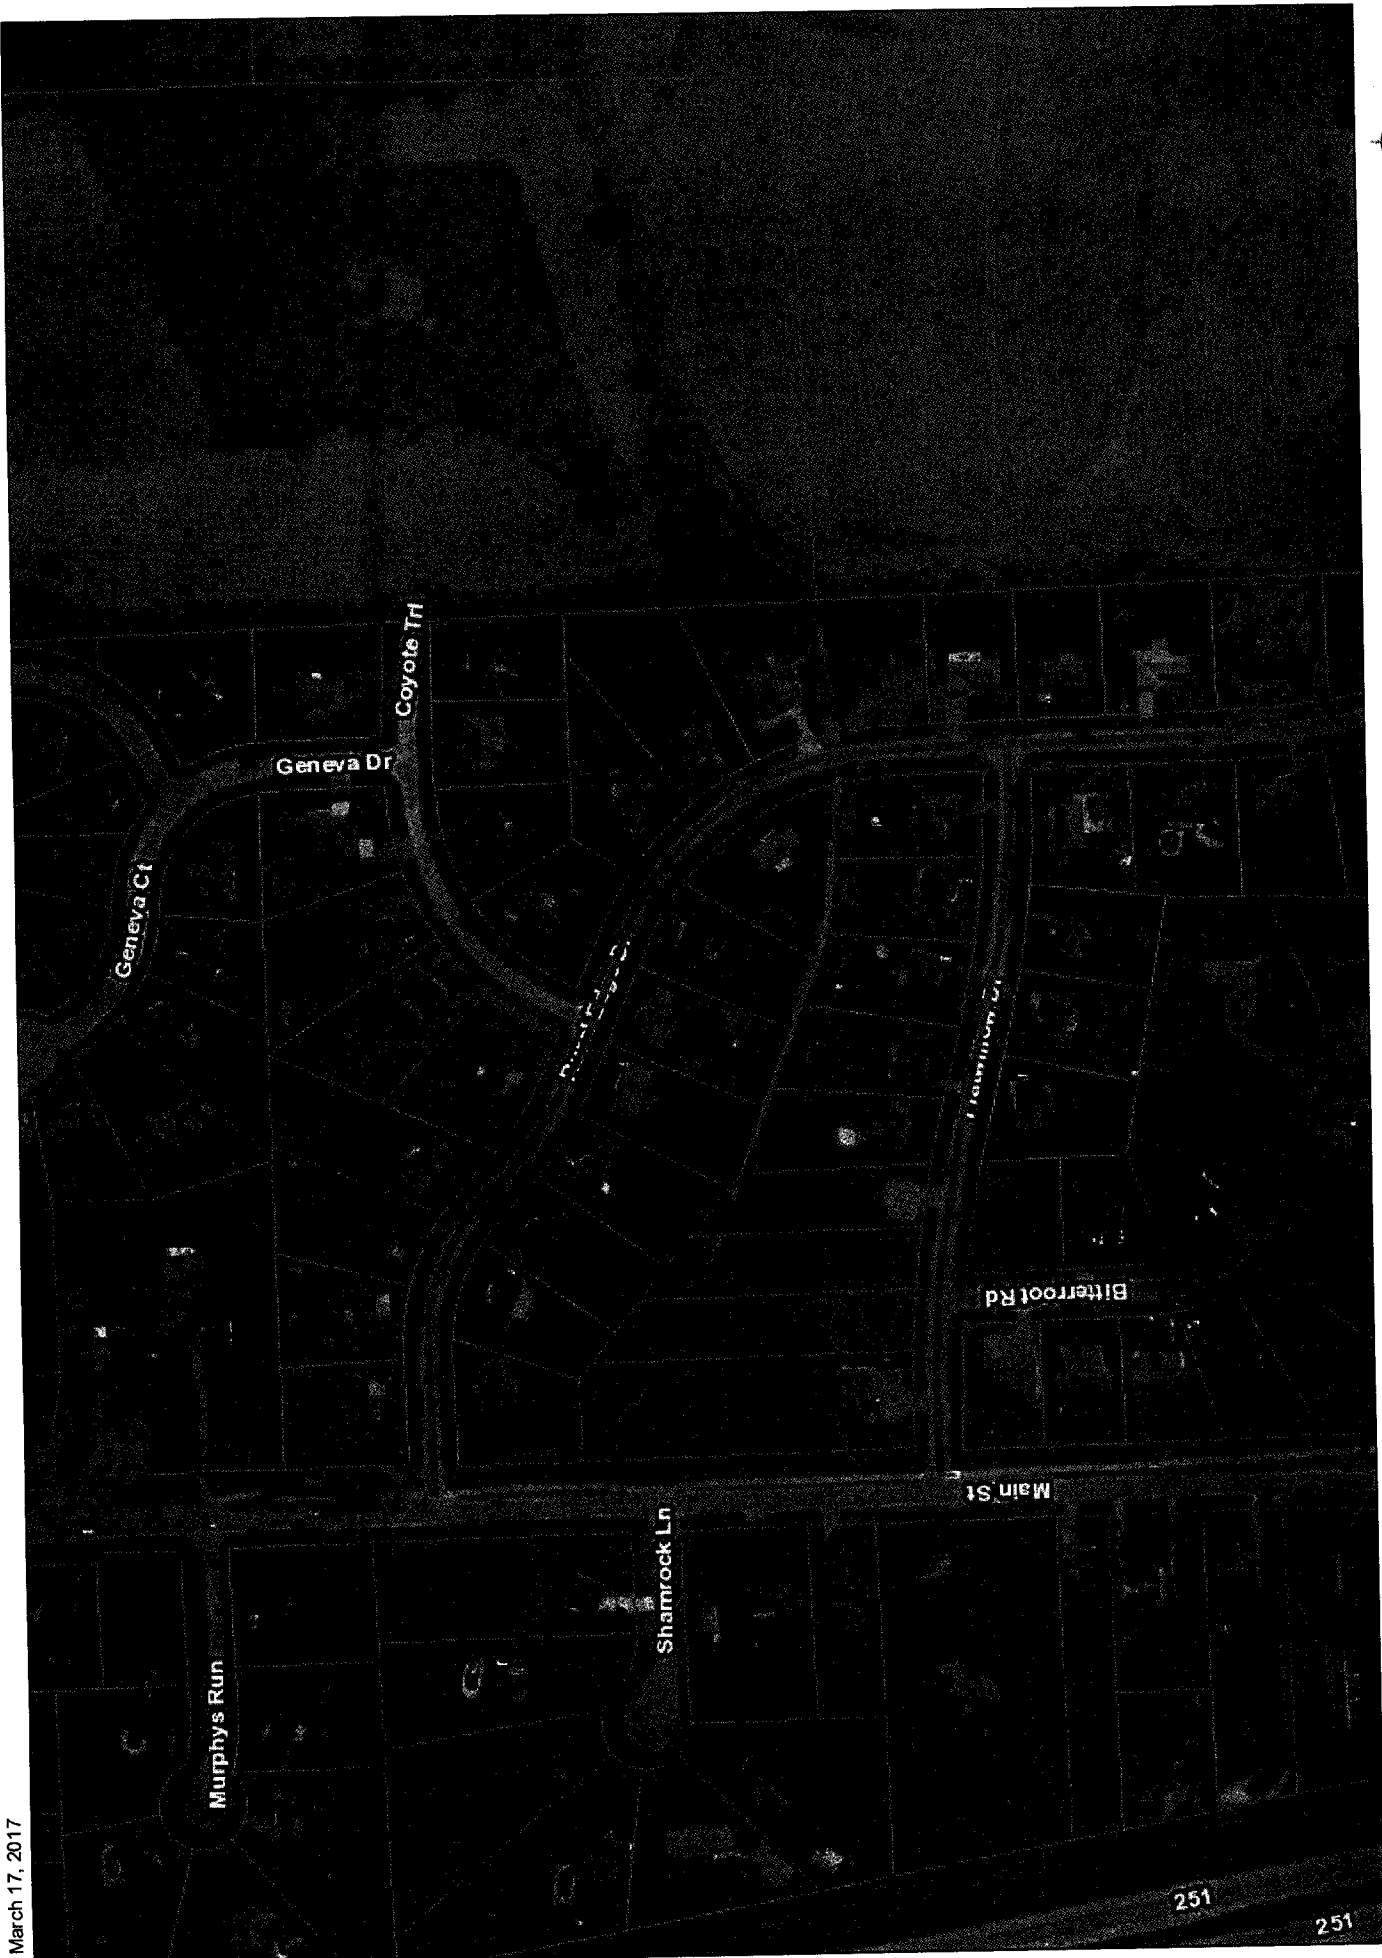 March 17, 2017
Coyote Trl
Geneva Dr
Geneva Ct
Bitterroot Rd
Main St
Shamrock Ln
Murphys Run
251
251